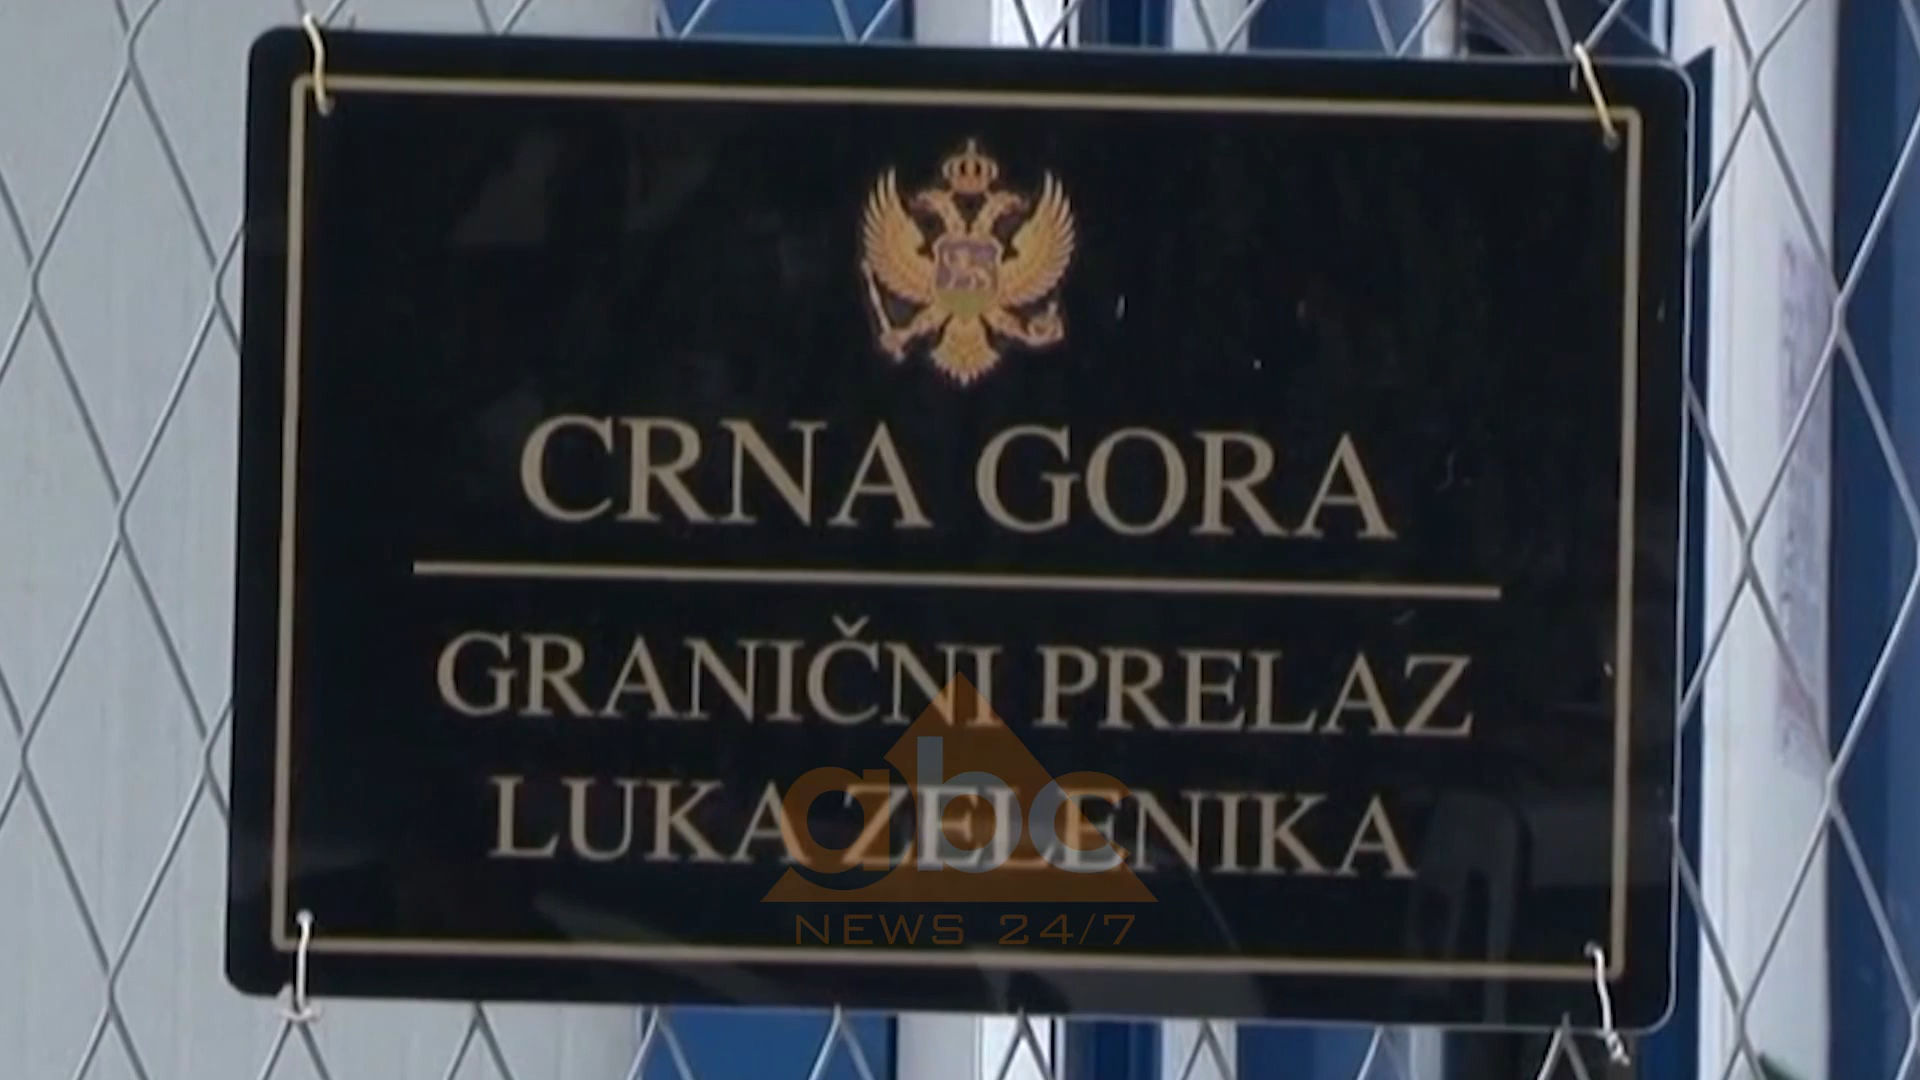 CRNA GORA
GRANIČNI PRELAZ
LUKA ZELENIKA
abc
NEWS 24/7